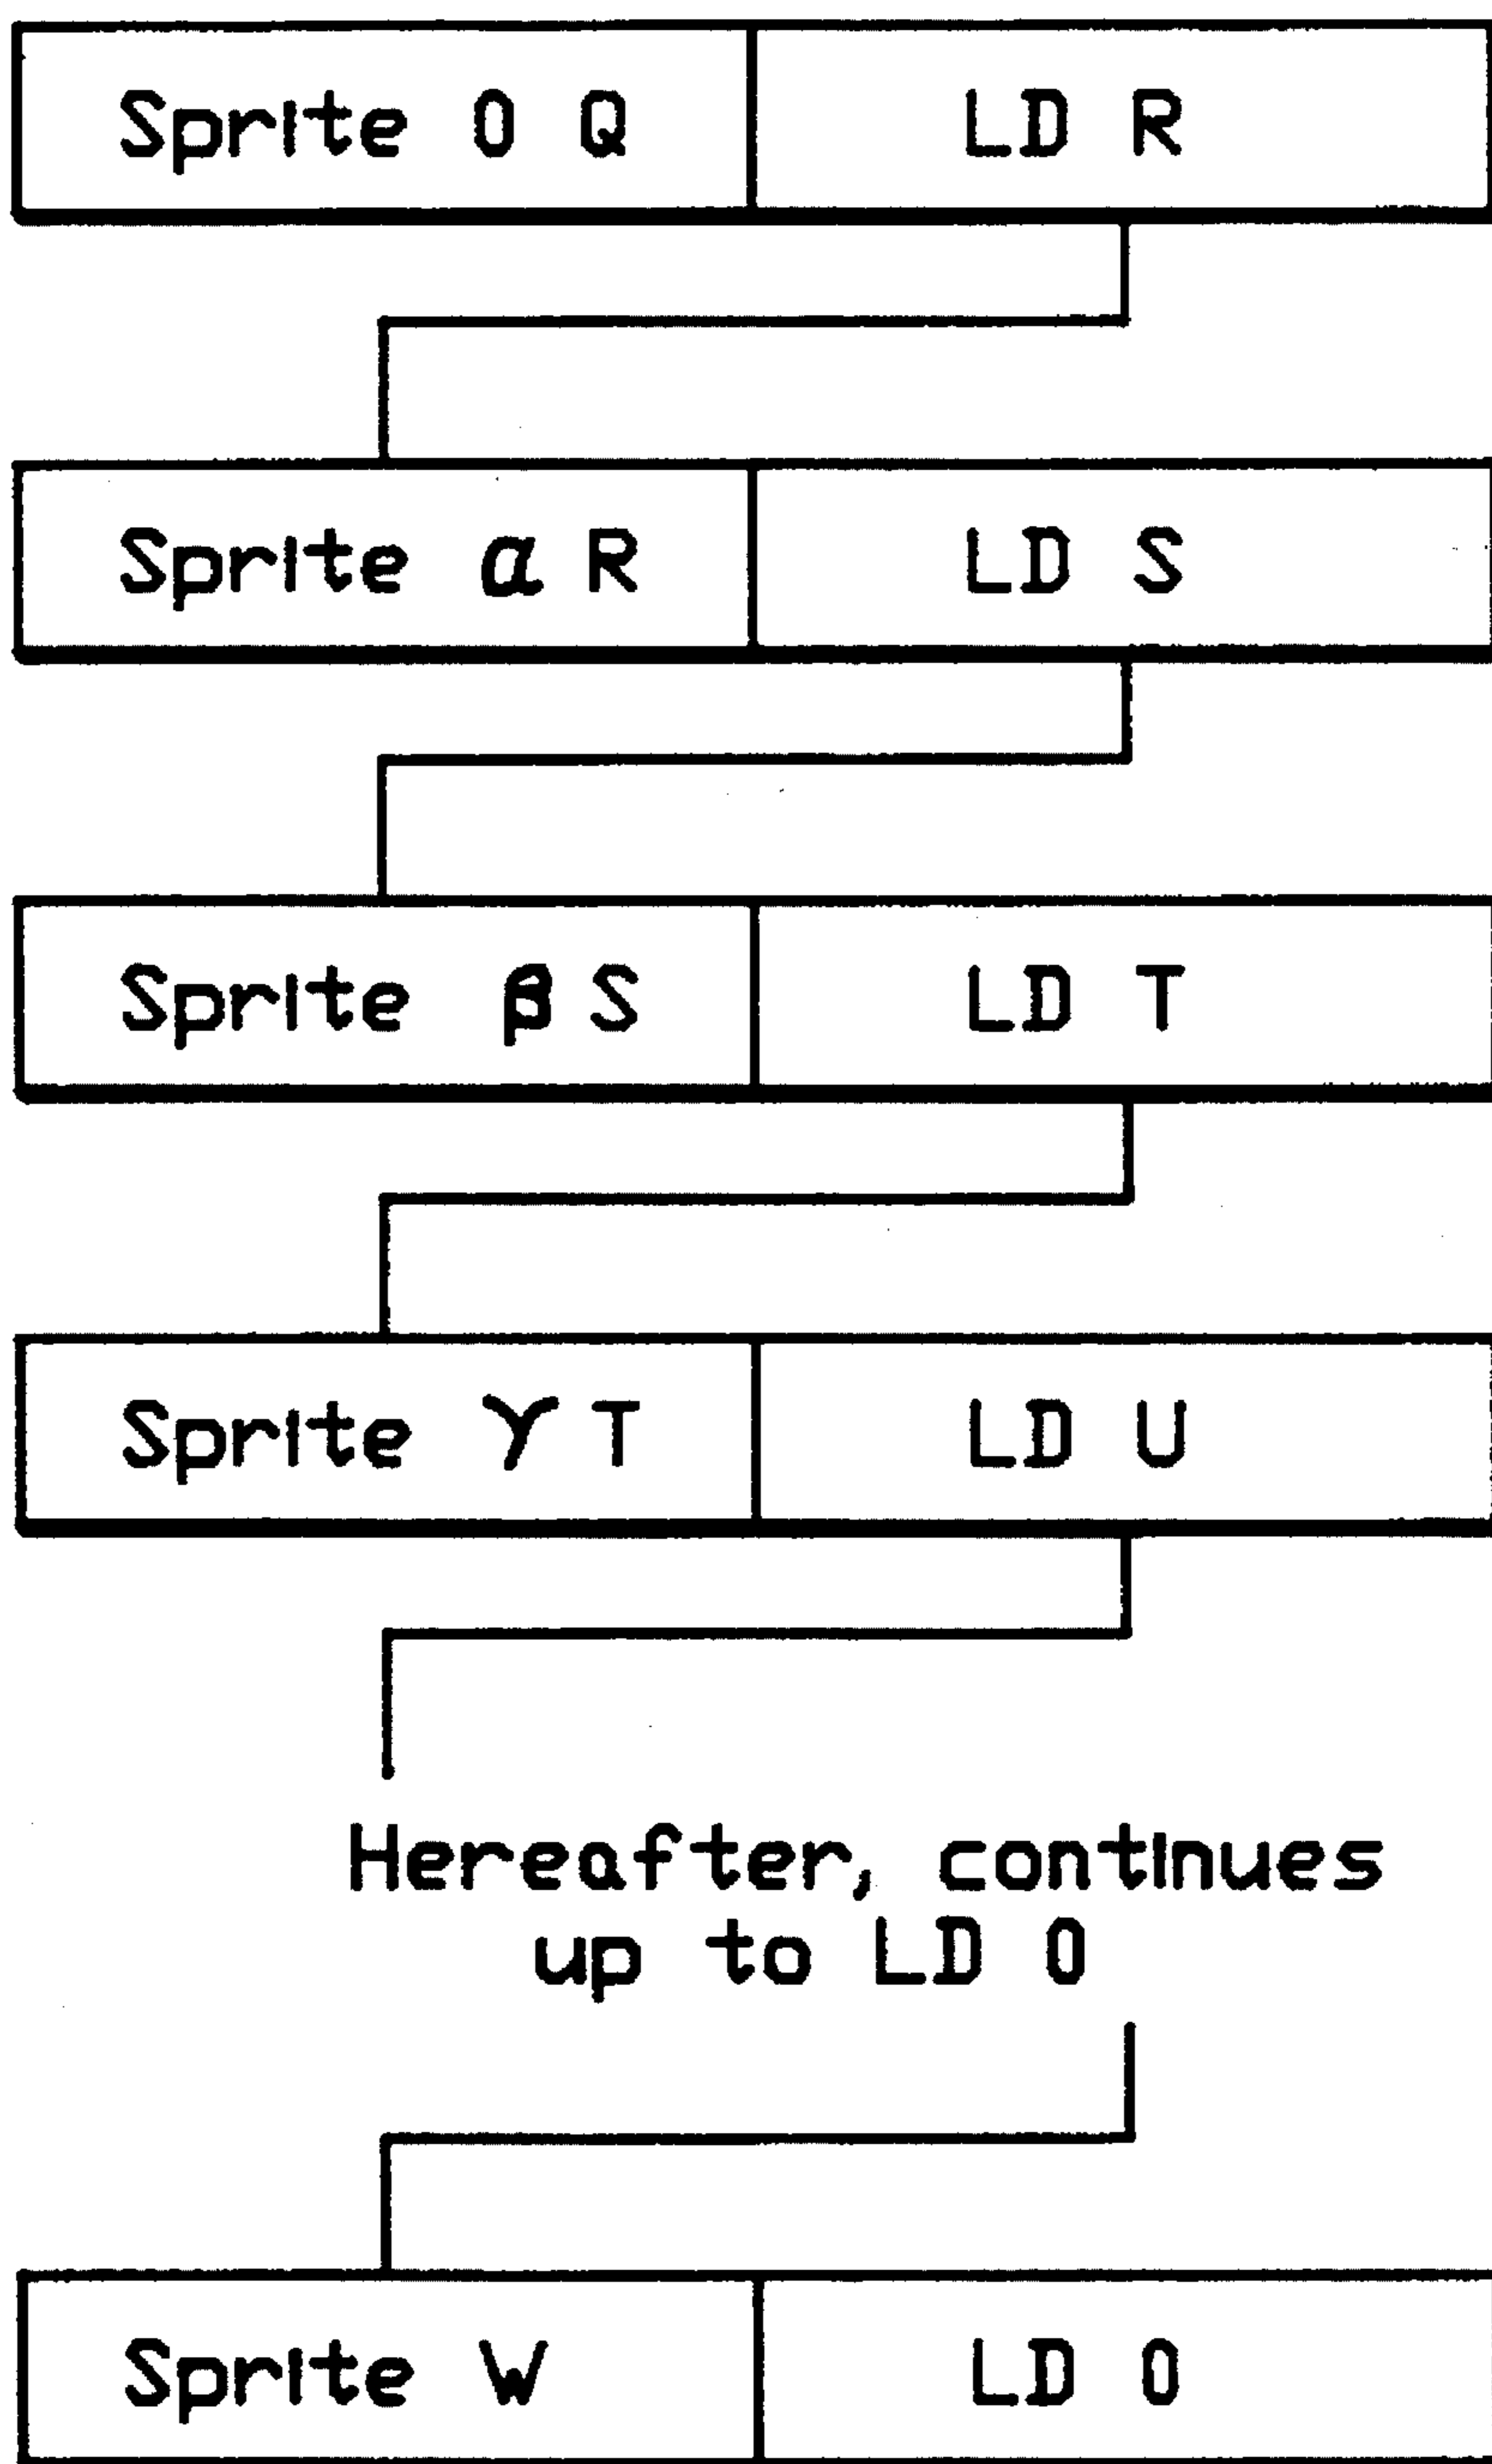 Sprite 0 Q LD R
Sprite α R LD S
Sprite β S LD T
Sprite γ T LD U
Hereafter, continues
up to LD 0
Sprite W LD 0